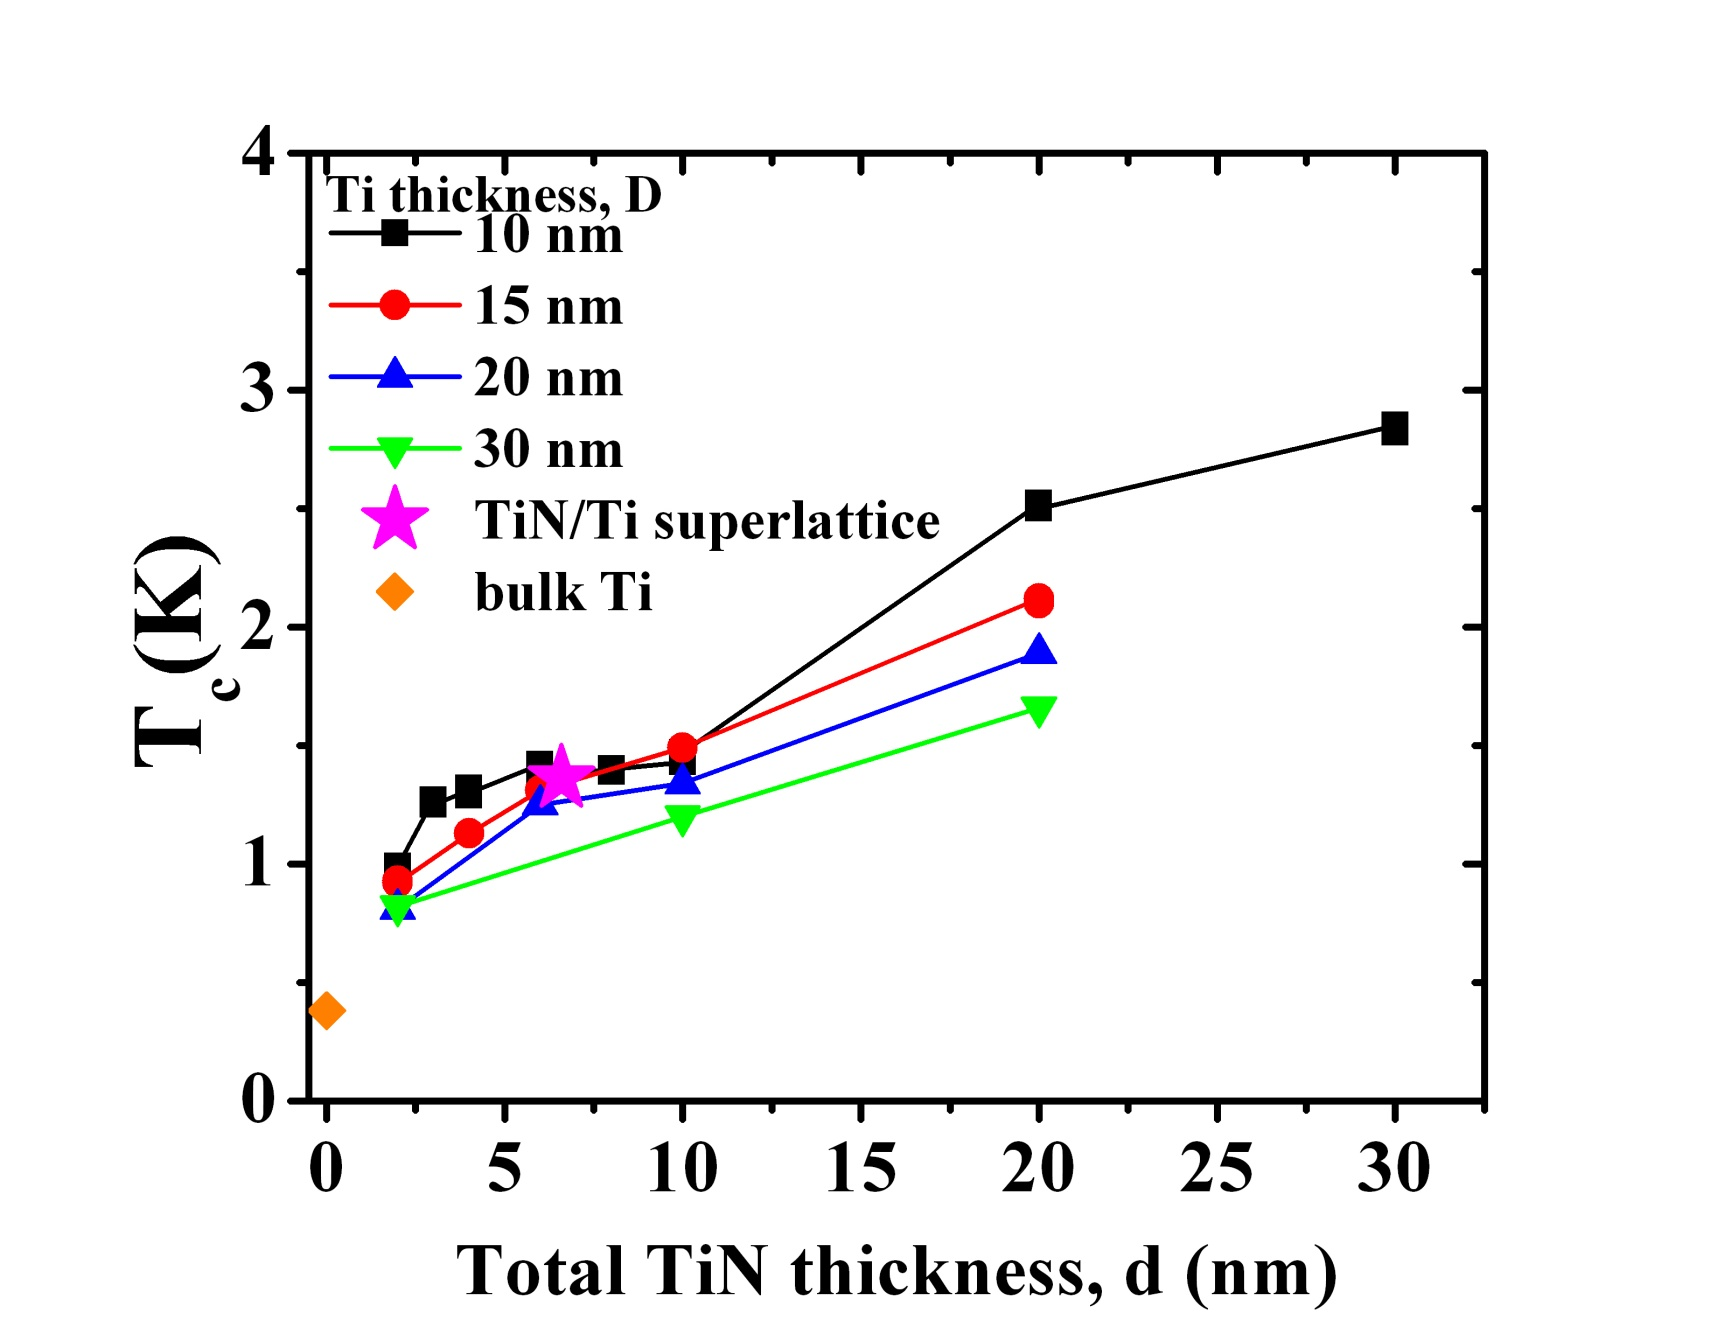 4
3
2
1
0
T c (K)
Ti thickness, D
10 nm
15 nm
20 nm
30 nm
TiN/Ti superlattice
bulk Ti
0 5 10 15 20 25 30
Total TiN thickness, d (nm)